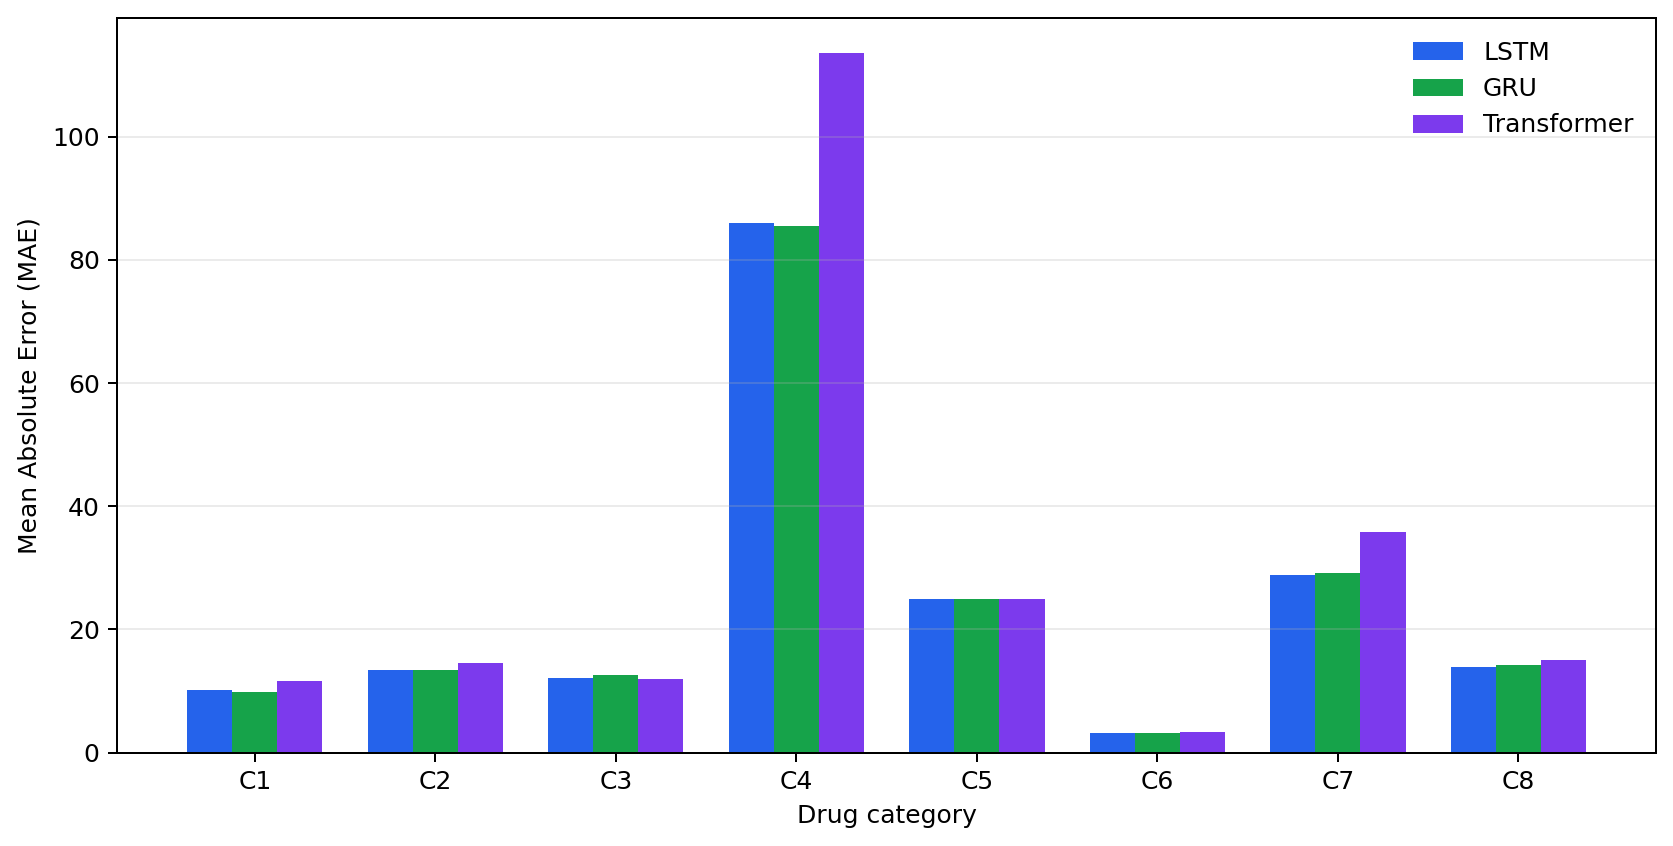 LSTM
GRU
Transformer
Mean Absolute Error (MAE)
100
80
60
40
20
0
C1 C2 C3 C4 C5 C6 C7 C8
Drug category